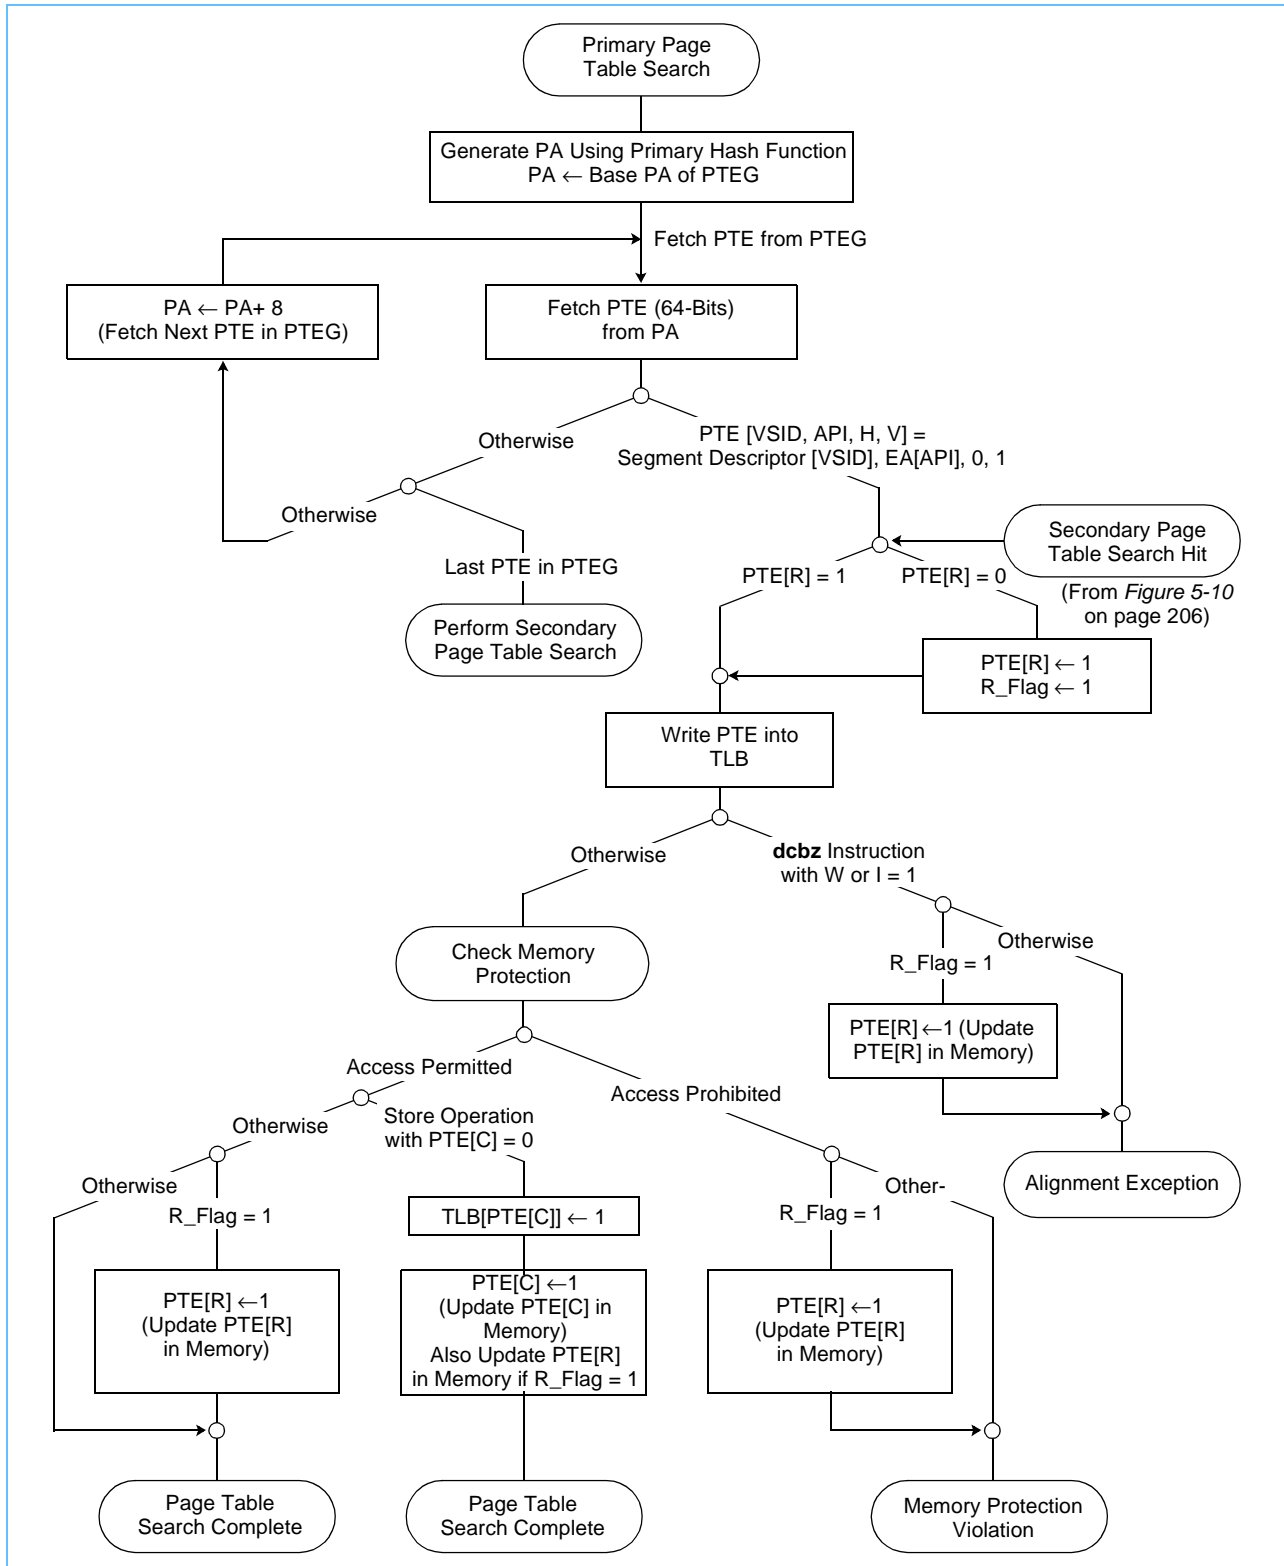 Primary Page
Table Search
Generate PA Using Primary Hash Function
PA ← Base PA of PTEG
Fetch PTE from PTEG
PA ← PA+ 8
(Fetch Next PTE in PTEG)
Fetch PTE (64-Bits)
from PA
Otherwise
PTE [VSID, API, H, V] =
Segment Descriptor [VSID], EA[API], 0, 1
Otherwise
Last PTE in PTEG
Perform Secondary
Page Table Search
Secondary Page
Table Search Hit
(From Figure 5-10
on page 206)
PTE[R] = 1
PTE[R] = 0
PTE[R] ← 1
R_Flag ← 1
Write PTE into
TLB
Otherwise
dcbz Instruction
with W or I = 1
Check Memory
Protection
R_Flag = 1
Otherwise
PTE[R] ←1 (Update
PTE[R] in Memory)
Alignment Exception
Access Permitted
Access Prohibited
Otherwise
Store Operation
with PTE[C] = 0
Otherwise
R_Flag = 1
TLB[PTE[C]] ← 1
R_Flag = 1
Other-
PTE[R] ←1
(Update PTE[R]
in Memory)
PTE[C] ←1
(Update PTE[C] in
Memory)
Also Update PTE[R]
in Memory if R_Flag = 1
PTE[R] ←1
(Update PTE[R]
in Memory)
Page Table
Search Complete
Page Table
Search Complete
Memory Protection
Violation